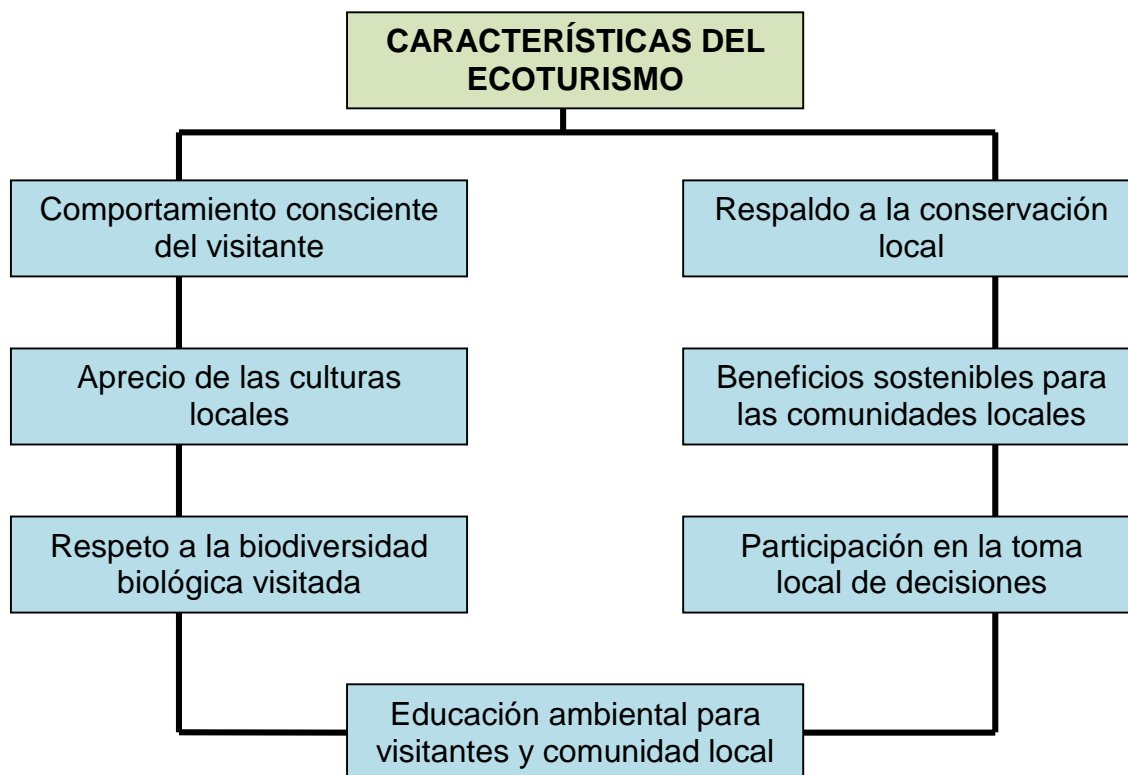 CARACTERÍSTICAS DEL
ECOTURISMO
Comportamiento consciente
del visitante
Respaldo a la conservación
local
Aprecio de las culturas
locales
Beneficios sostenibles para
las comunidades locales
Respeto a la biodiversidad
biológica visitada
Participación en la toma
local de decisiones
Educación ambiental para
visitantes y comunidad local